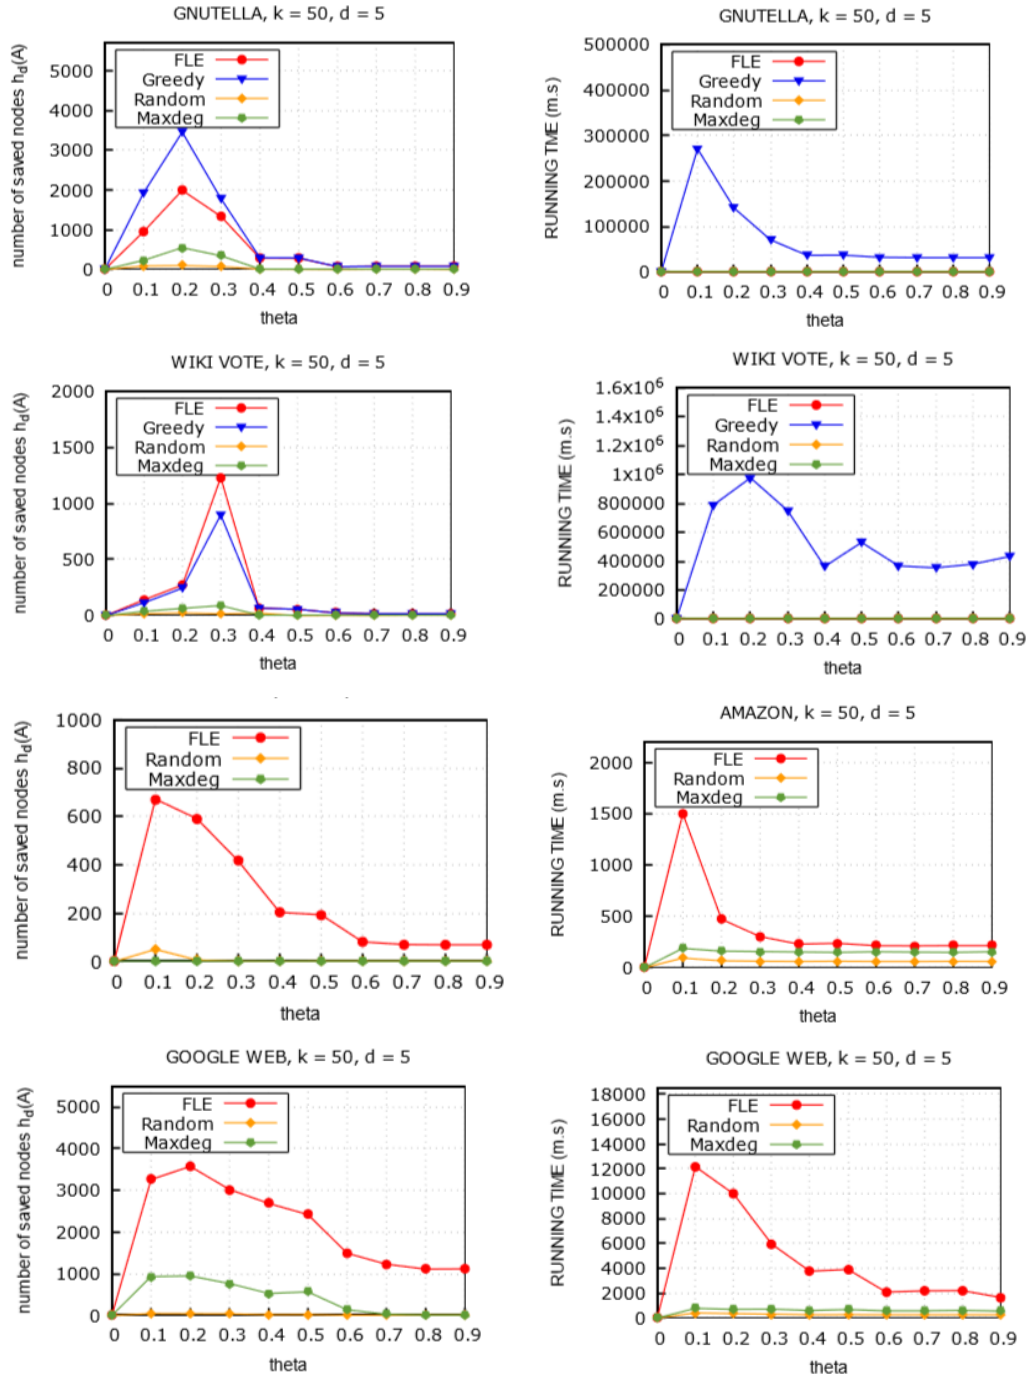 GNUTELLA, k = 50, d = 5
number of saved nodes h_d(A)
5000
4000
3000
2000
1000
0
FLE
Greedy
Random
Maxdeg
0 0.1 0.2 0.3 0.4 0.5 0.6 0.7 0.8 0.9
theta
GNUTELLA, k = 50, d = 5
RUNNING TME (m.s)
500000
400000
300000
200000
100000
0
FLE
Greedy
Random
Maxdeg
0 0.1 0.2 0.3 0.4 0.5 0.6 0.7 0.8 0.9
theta
WIKI VOTE, k = 50, d = 5
number of saved nodes h_d(A)
2000
1500
1000
500
0
FLE
Greedy
Random
Maxdeg
0 0.1 0.2 0.3 0.4 0.5 0.6 0.7 0.8 0.9
theta
WIKI VOTE, k = 50, d = 5
RUNNING TIME (m.s)
1.6x10^6
1.4x10^6
1.2x10^6
1x10^6
800000
600000
400000
200000
0
FLE
Greedy
Random
Maxdeg
0 0.1 0.2 0.3 0.4 0.5 0.6 0.7 0.8 0.9
theta
number of saved nodes h_d(A)
1000
800
600
400
200
0
FLE
Random
Maxdeg
0 0.1 0.2 0.3 0.4 0.5 0.6 0.7 0.8 0.9
theta
AMAZON, k = 50, d = 5
RUNNING TIME (m.s)
2000
1500
1000
500
0
FLE
Random
Maxdeg
0 0.1 0.2 0.3 0.4 0.5 0.6 0.7 0.8 0.9
theta
GOOGLE WEB, k = 50, d = 5
number of saved nodes h_d(A)
5000
4000
3000
2000
1000
0
FLE
Random
Maxdeg
0 0.1 0.2 0.3 0.4 0.5 0.6 0.7 0.8 0.9
theta
GOOGLE WEB, k = 50, d = 5
RUNNING TIME (m.s)
18000
16000
14000
12000
10000
8000
6000
4000
2000
0
FLE
Random
Maxdeg
0 0.1 0.2 0.3 0.4 0.5 0.6 0.7 0.8 0.9
theta